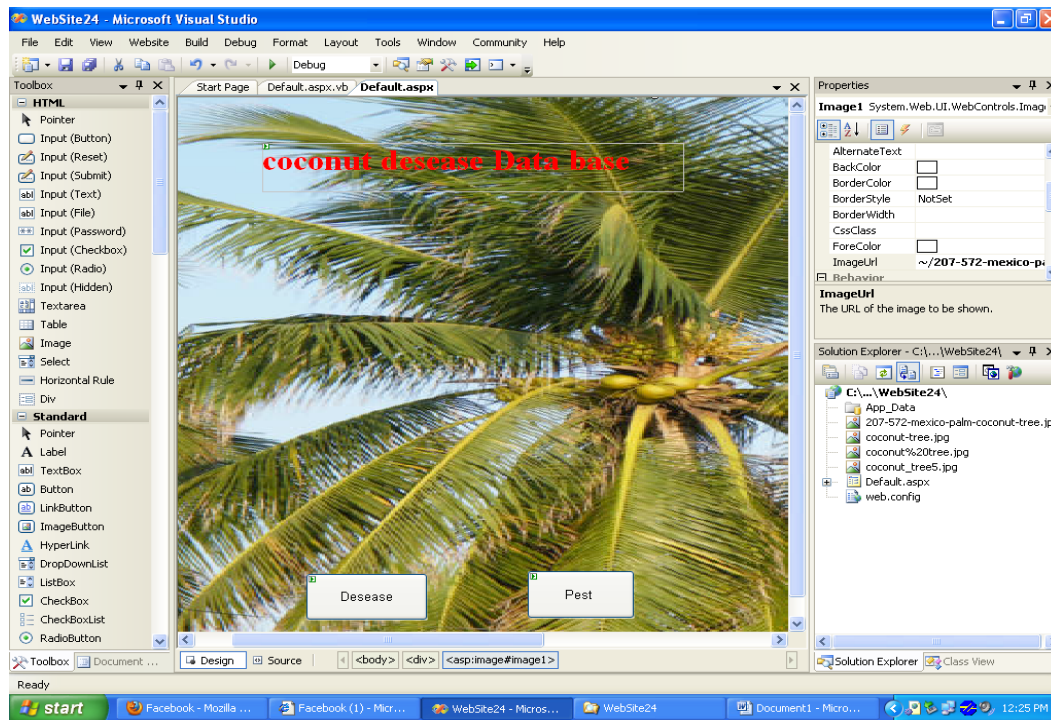 WebSite24 - Microsoft Visual Studio
File Edit View Website Build Debug Format Layout Tools Window Community Help
Debug
Toolbox
HTML
Pointer
Input (Button)
Input (Reset)
Input (Submit)
Input (Text)
Input (File)
Input (Password)
Input (Checkbox)
Input (Radio)
Input (Hidden)
Textarea
Table
Image
Select
Horizontal Rule
Div
Standard
Pointer
A Label
abl TextBox
ab Button
ab LinkButton
ImageButton
A HyperLink
DropDownList
ListBox
CheckBox
CheckBoxList
RadioButton
Toolbox Document ...
Start Page Default.aspx.vb Default.aspx
coconut desease Data base
Desease
Pest
Design Source <body> <div> <asp:image#image1>
Properties
Image1 System.Web.UI.WebControls.Imag
AlternateText
BackColor
BorderColor
BorderStyle NotSet
BorderWidth
CssClass
ForeColor
ImageUrl ~/207-572-mexico-pa
Behavior
ImageUrl
The URL of the image to be shown.
Solution Explorer - C:\...\WebSite24\
C:\...\WebSite24\
App_Data
207-572-mexico-palm-coconut-tree.jp
coconut-tree.jpg
coconut%20tree.jpg
coconut_tree5.jpg
Default.aspx
web.config
Solution Explorer Class View
Ready
start Facebook - Mozilla ... Facebook (1) - Micr... WebSite24 - Micros... WebSite24 Document1 - Micro... 12:25 PM